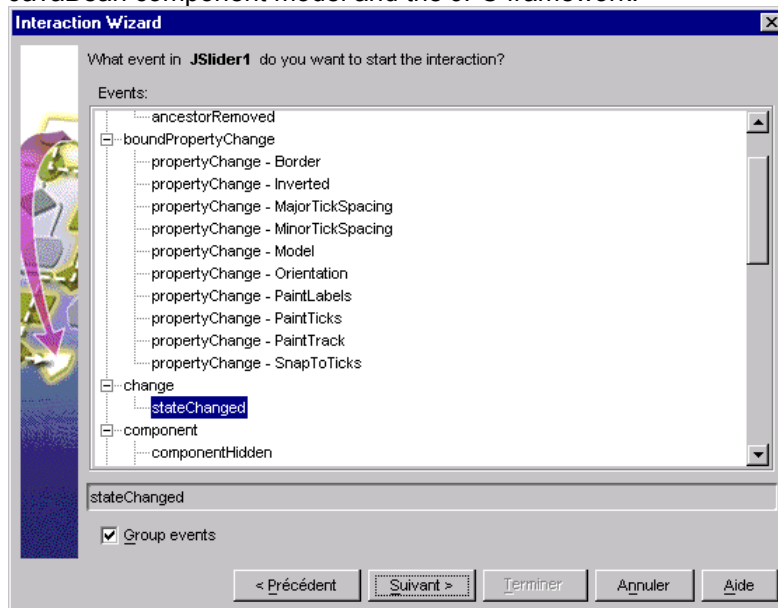 Interaction Wizard
What event in JSlider1 do you want to start the interaction?
Events:
ancestorRemoved
boundPropertyChange
propertyChange - Border
propertyChange - Inverted
propertyChange - MajorTickSpacing
propertyChange - MinorTickSpacing
propertyChange - Model
propertyChange - Orientation
propertyChange - PaintLabels
propertyChange - PaintTicks
propertyChange - PaintTrack
propertyChange - SnapToTicks
change
stateChanged
component
componentHidden
stateChanged
Group events
< Précédent Suivant > Terminer Annuler Aide